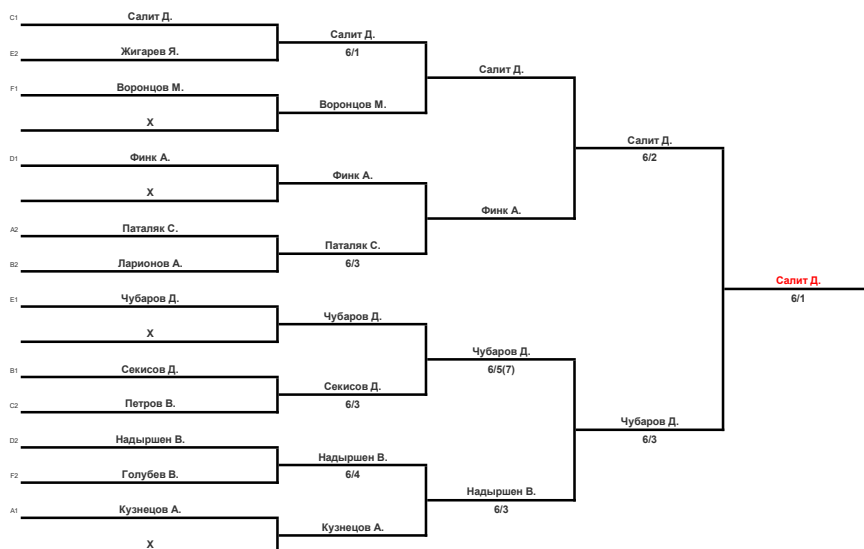 C1 Салит Д.
E2 Жигарев Я.
F1 Воронцов М.
X
D1 Финк А.
X
A2 Паталяк С.
B2 Ларионов А.
E1 Чубаров Д.
X
B1 Секисов Д.
C2 Петров В.
D2 Надыршен В.
F2 Голубев В.
A1 Кузнецов А.
X
Салит Д.
6/1
Воронцов М.
Финк А.
Паталяк С.
6/3
Чубаров Д.
Секисов Д.
6/3
Надыршен В.
6/4
Кузнецов А.
Салит Д.
Финк А.
Чубаров Д.
6/5(7)
Надыршен В.
6/3
Салит Д.
6/2
Чубаров Д.
6/3
Салит Д.
6/1